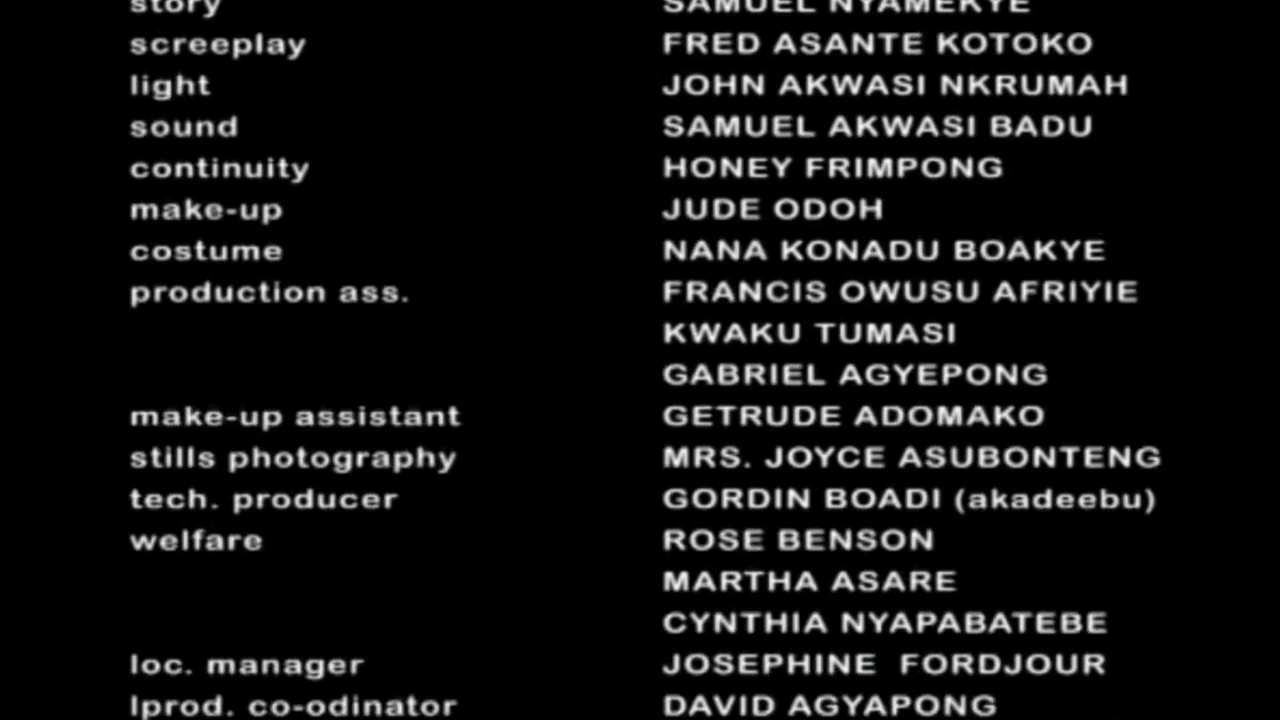 story SAMUEL NYAMEKYE
screeplay FRED ASANTE KOTOKO
light JOHN AKWASI NKRUMAH
sound SAMUEL AKWASI BADU
continuity HONEY FRIMPONG
make-up JUDE ODOH
costume NANA KONADU BOAKYE
production ass. FRANCIS OWUSU AFRIYIE
KWAKU TUMASI
GABRIEL AGYEPONG
make-up assistant GETRUDE ADOMAKO
stills photography MRS. JOYCE ASUBONTENG
tech. producer GORDIN BOADI (akadeebu)
welfare ROSE BENSON
MARTHA ASARE
CYNTHIA NYAPABATEBE
loc. manager JOSEPHINE FORDJOUR
lprod. co-odinator DAVID AGYAPONG